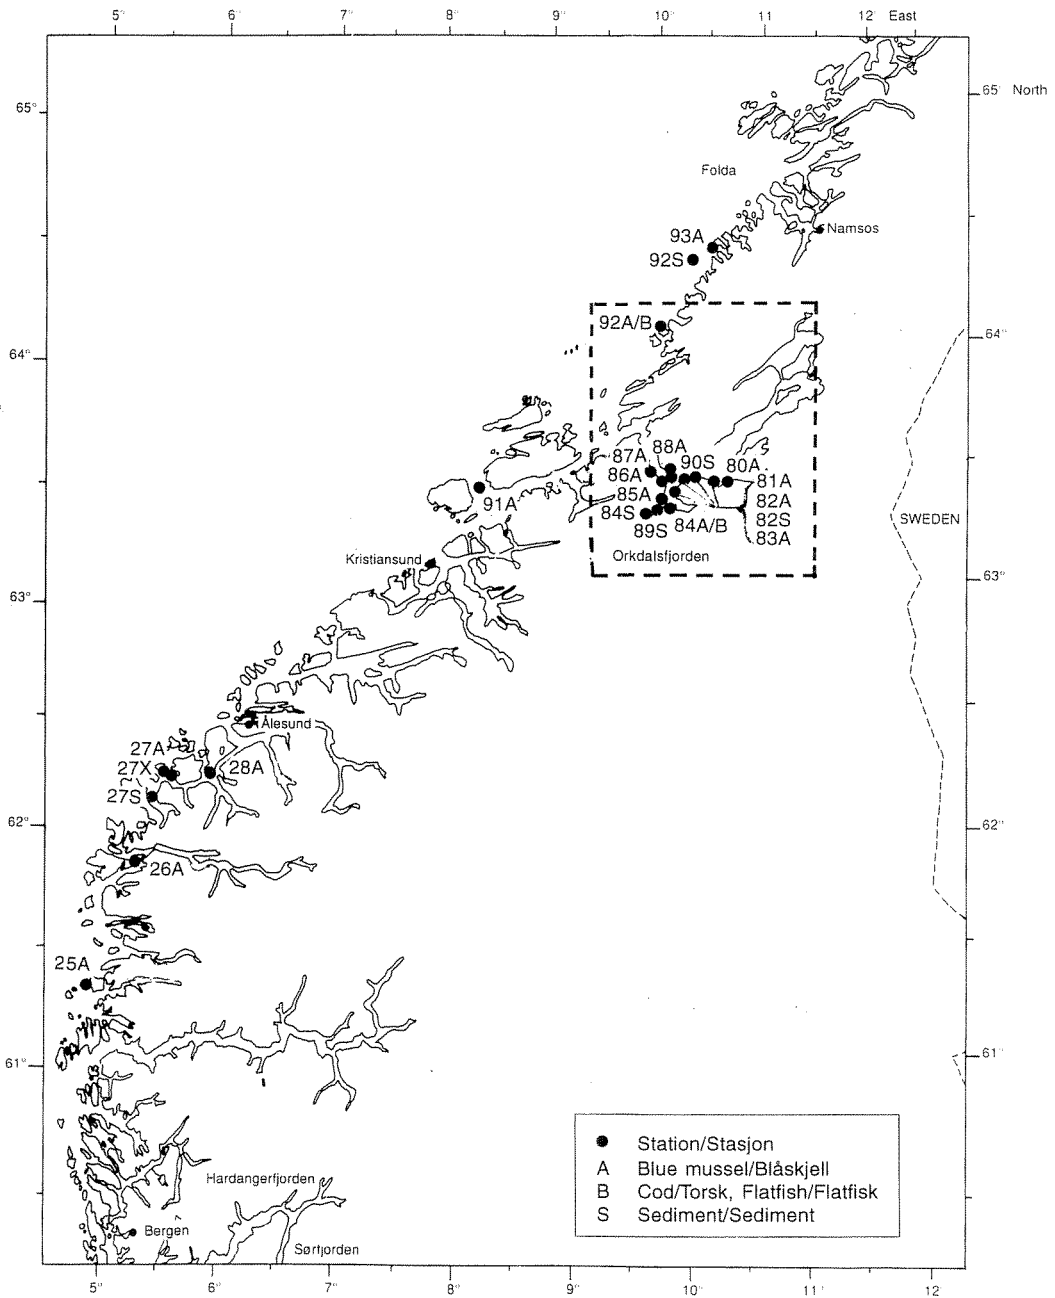 5° 6° 7° 8° 9° 10° 11° 12° East
65° 65° North
Folda
Namsos
93A
92S
92A/B
64° 64°
87A 88A
86A 90S 80A
81A
85A 82A
84S 84A/B 82S
89S 83A
Orkdalsfjorden
91A
SWEDEN
Kristiansund
63° 63°
Ålesund
27A
27X 28A
27S
62° 62°
26A
25A
61° 61°
Station/Stasjon
A Blue mussel/Blåskjell
B Cod/Torsk, Flatfish/Flatfisk
S Sediment/Sediment
Hardangerfjorden
Bergen
Sørfjorden
5° 6° 7° 8° 9° 10° 11° 12°